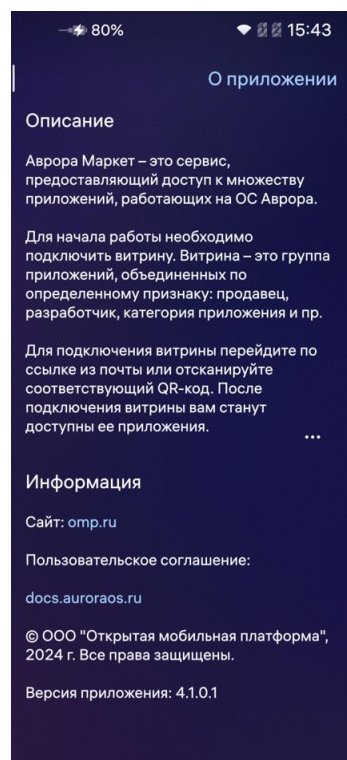 80%
15:43
О приложении
Описание
Аврора Маркет – это сервис,
предоставляющий доступ к множеству
приложений, работающих на ОС Аврора.
Для начала работы необходимо
подключить витрину. Витрина – это группа
приложений, объединенных по
определенному признаку: продавец,
разработчик, категория приложения и пр.
Для подключения витрины перейдите по
ссылке из почты или отсканируйте
соответствующий QR-код. После
подключения витрины вам станут
доступны ее приложения.
...
Информация
Сайт: omp.ru
Пользовательское соглашение:
docs.auroraos.ru
© ООО "Открытая мобильная платформа",
2024 г. Все права защищены.
Версия приложения: 4.1.0.1